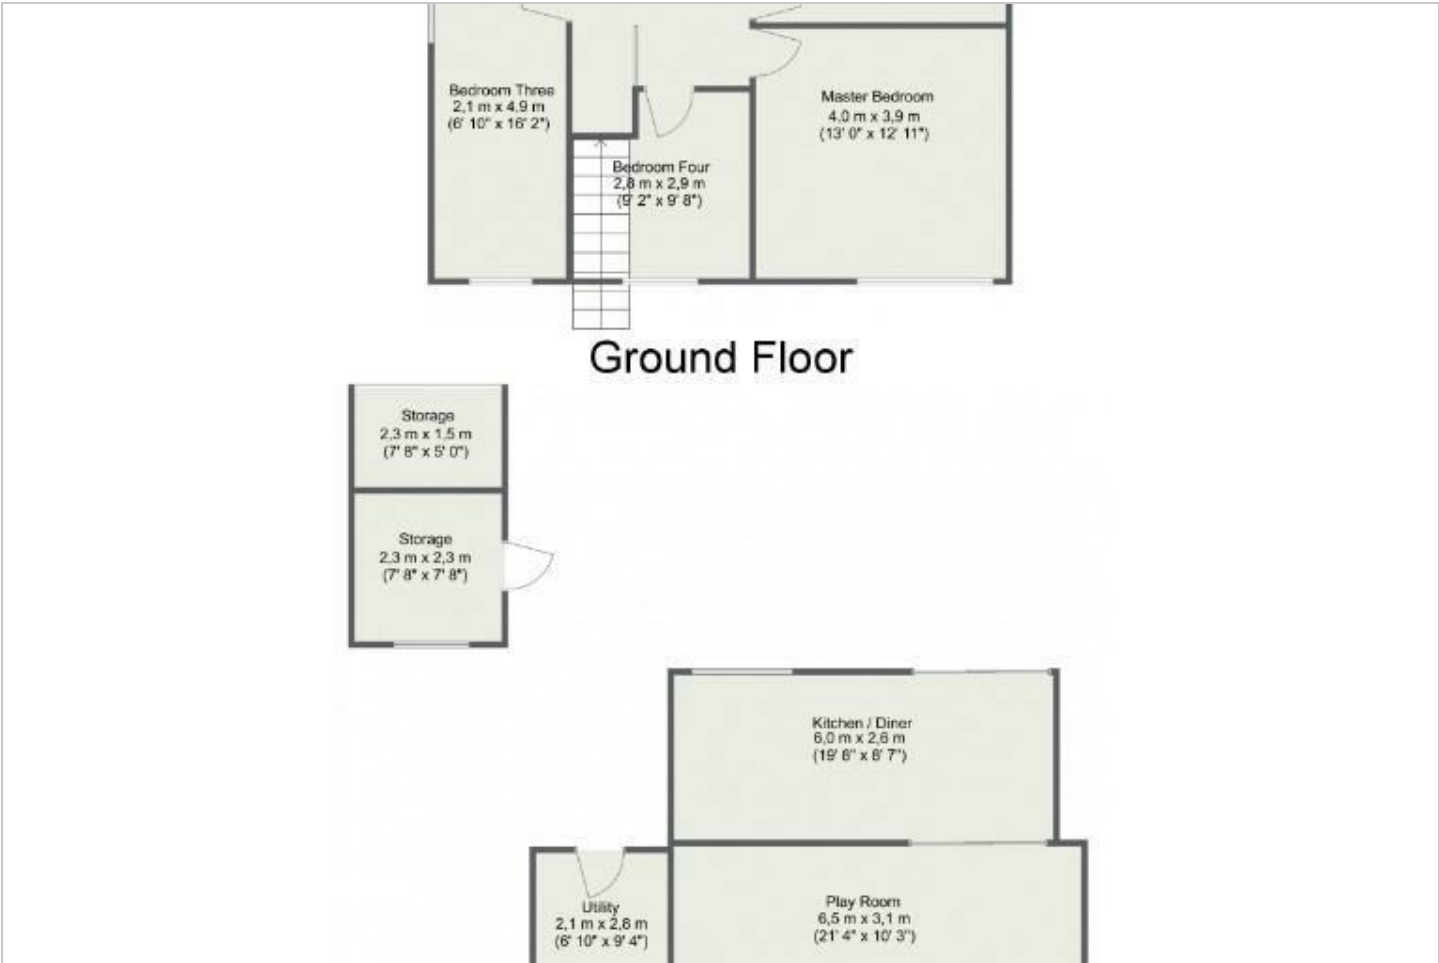 Bedroom Three
2,1 m x 4,9 m
(6' 10" x 16' 2")
Master Bedroom
4,0 m x 3,9 m
(13' 0" x 12' 11")
Bedroom Four
2,8 m x 2,9 m
(9' 2" x 9' 8")
Ground Floor
Storage
2,3 m x 1,5 m
(7' 8" x 5' 0")
Storage
2,3 m x 2,3 m
(7' 8" x 7' 8")
Kitchen / Diner
6,0 m x 2,6 m
(19' 8" x 8' 7")
Utility
2,1 m x 2,8 m
(6' 10" x 9' 4")
Play Room
6,5 m x 3,1 m
(21' 4" x 10' 3")